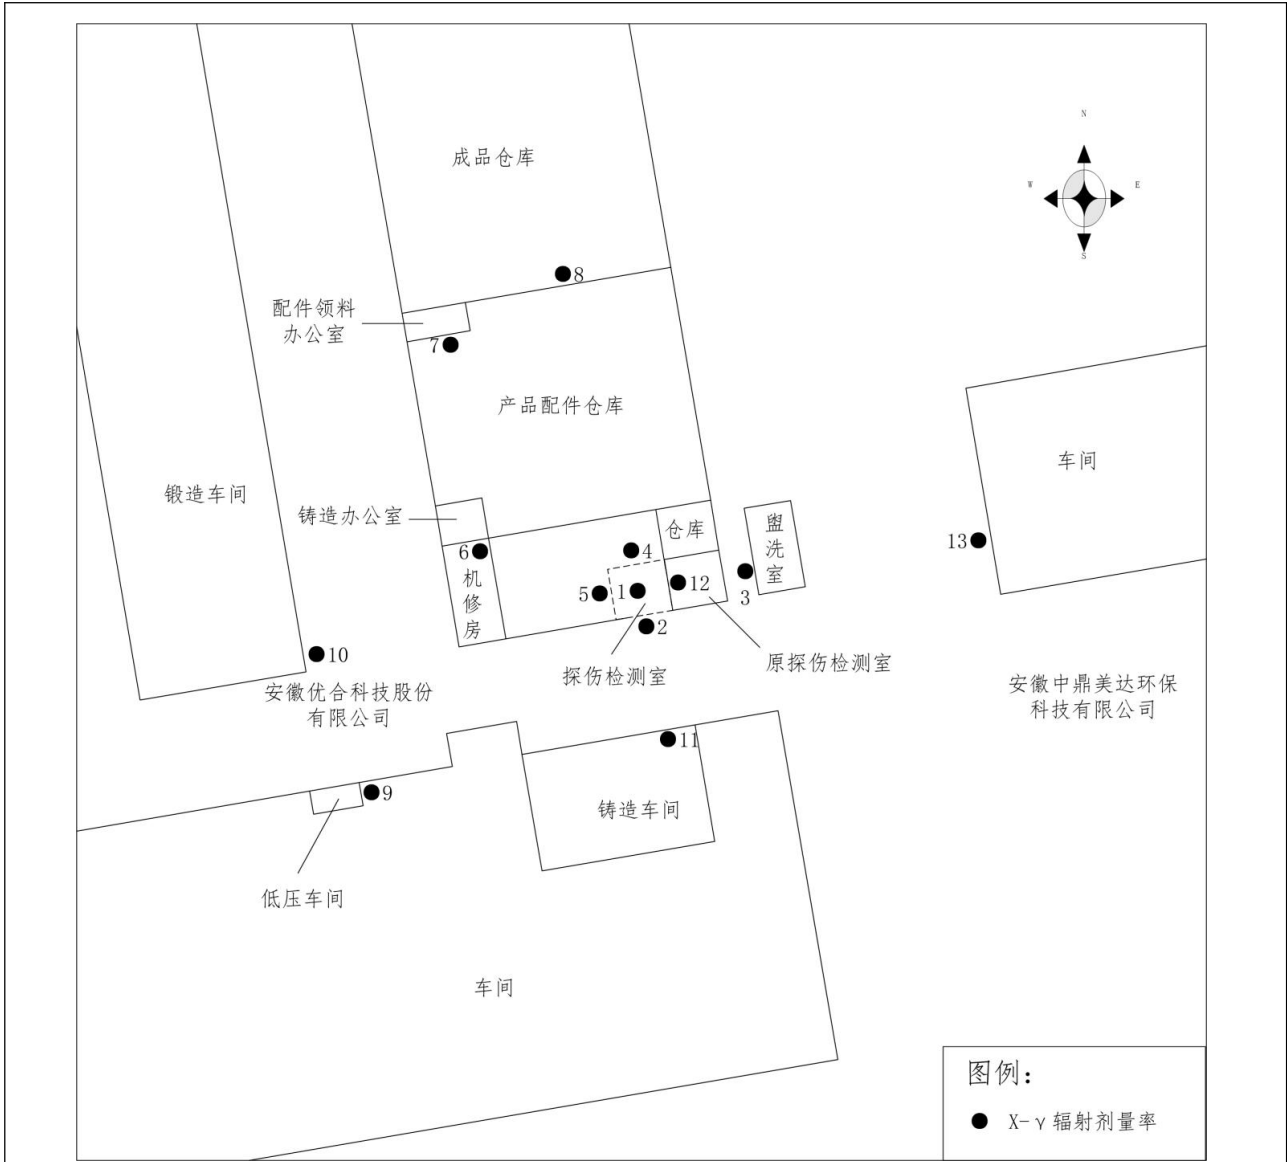 N
成品仓库
W
E
S
8
配件领料
办公室
7
产品配件仓库
车间
锻造车间
铸造办公室
仓库
盥洗室
13
6
4
机修房
5
1
12
3
2
10
探伤检测室
原探伤检测室
安徽优合科技股份
有限公司
安徽中鼎美达环保
科技有限公司
11
9
铸造车间
低压车间
车间
图例：
X-γ辐射剂量率